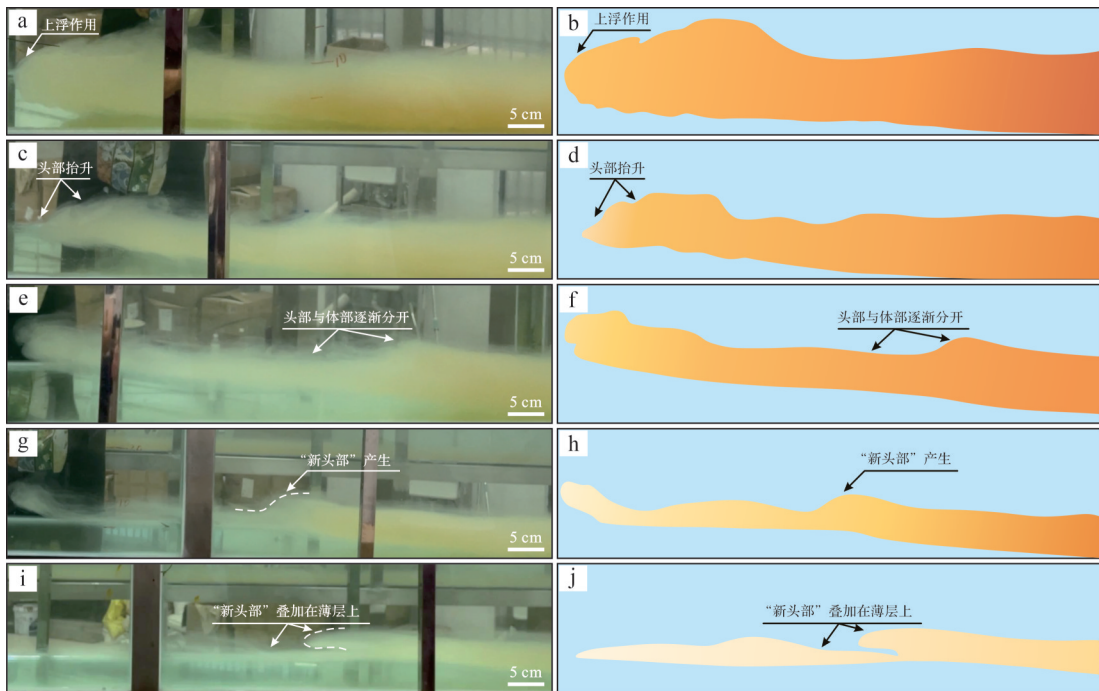 a
上浮作用
10
5 cm
b
上浮作用
c
头部抬升
5 cm
d
头部抬升
e
头部与体部逐渐分开
5 cm
f
头部与体部逐渐分开
g
“新头部”产生
5 cm
h
“新头部”产生
i
“新头部”叠加在薄层上
5 cm
j
“新头部”叠加在薄层上